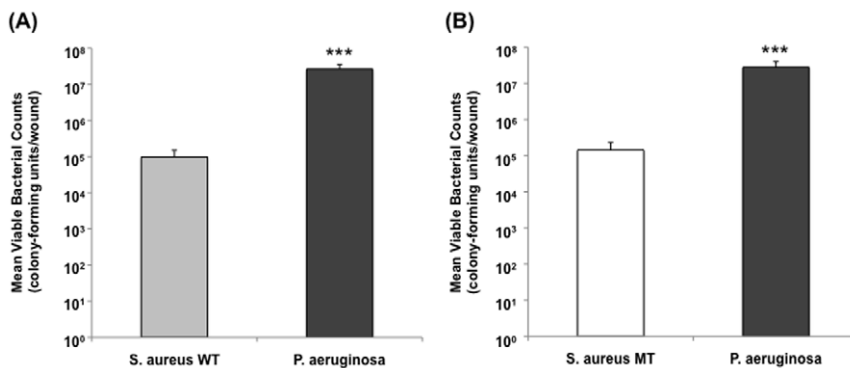 (A)
Mean Viable Bacterial Counts
(colony-forming units/wound)
10⁸
10⁷
10⁶
10⁵
10⁴
10³
10²
10¹
10⁰
***
S. aureus WT
P. aeruginosa
(B)
Mean Viable Bacterial Counts
(colony-forming units/wound)
10⁸
10⁷
10⁶
10⁵
10⁴
10³
10²
10¹
10⁰
***
S. aureus MT
P. aeruginosa